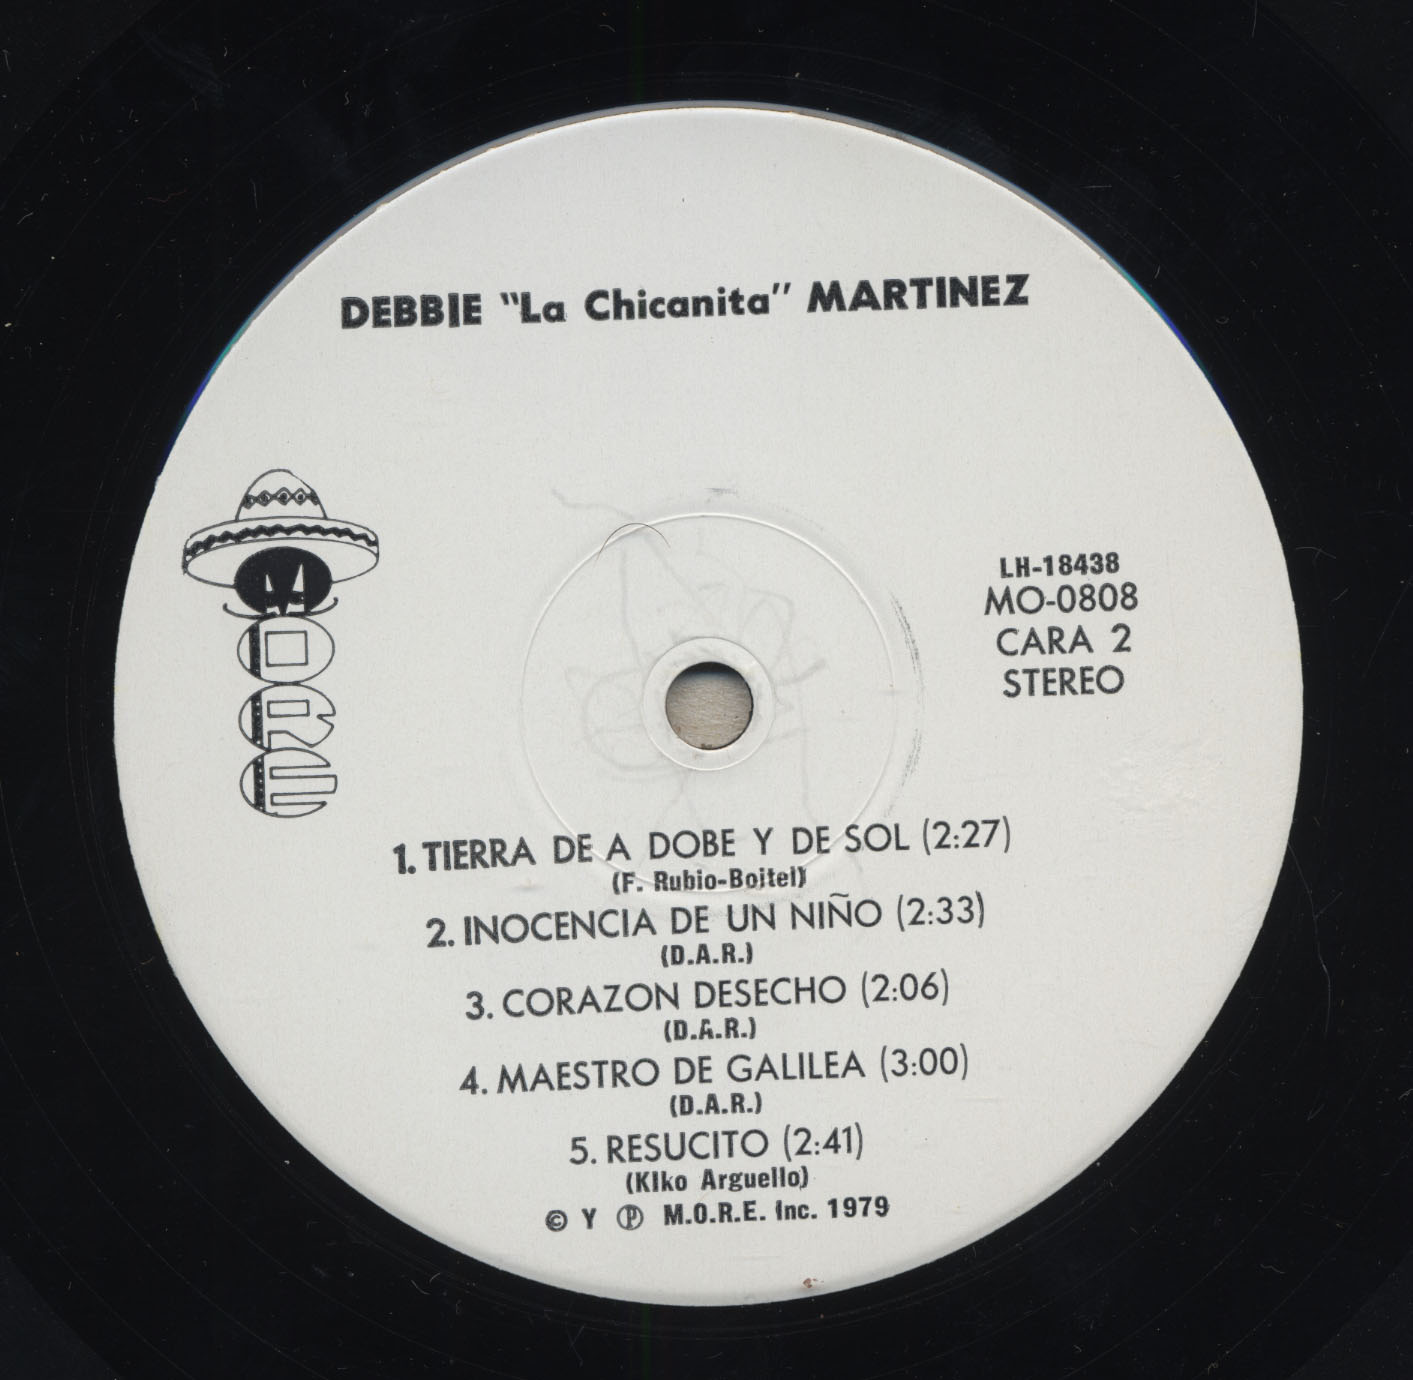 DEBBIE "La Chicanita" MARTINEZ
MORE
LH-18438
MO-0808
CARA 2
STEREO
1. TIERRA DE A DOBE Y DE SOL (2:27)
(F. Rubio-Boitel)
2. INOCENCIA DE UN NIÑO (2:33)
(D.A.R.)
3. CORAZON DESECHO (2:06)
(D.A.R.)
4. MAESTRO DE GALILEA (3:00)
(D.A.R.)
5. RESUCITO (2:41)
(KIko Arguello)
© Y ℗ M.O.R.E. Inc. 1979